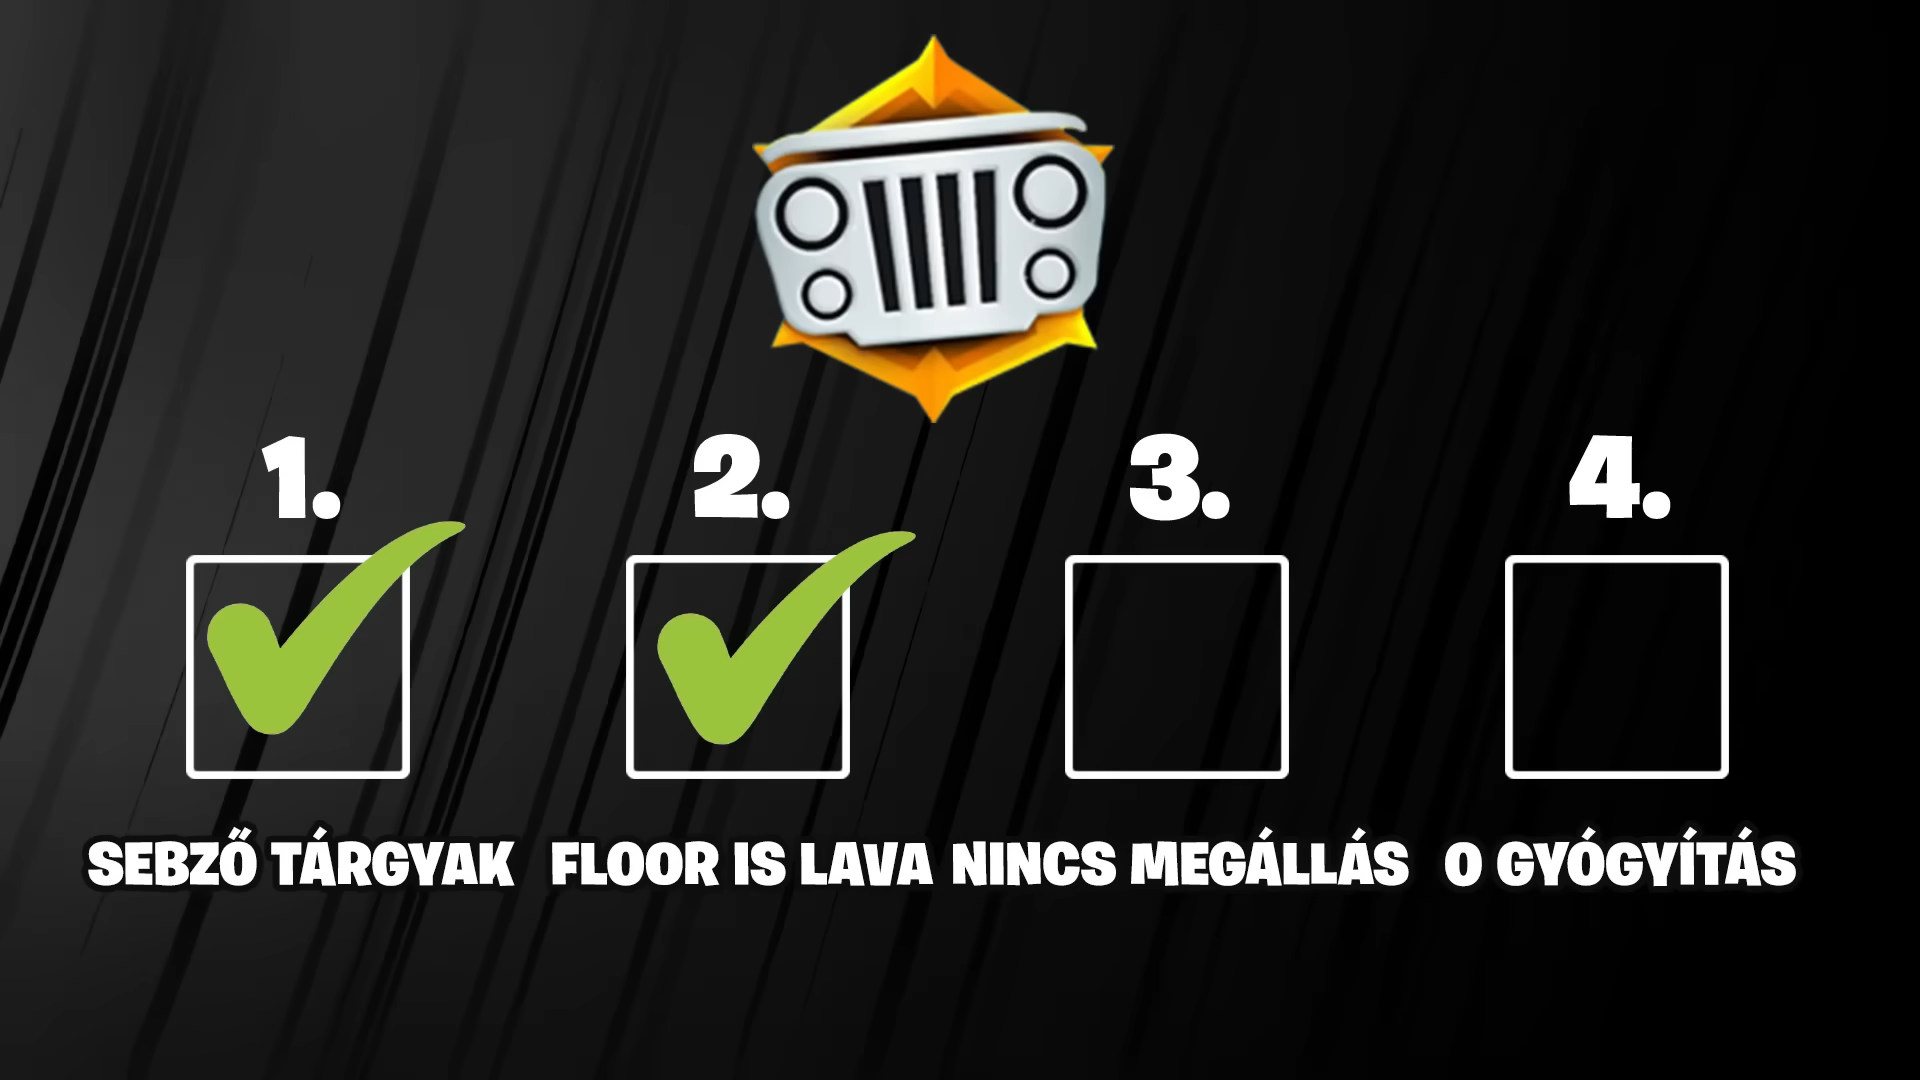 1.
2.
3.
4.
SEBZŐ TÁRGYAK
FLOOR IS LAVA
NINCS MEGÁLLÁS
0 GYÓGYÍTÁS